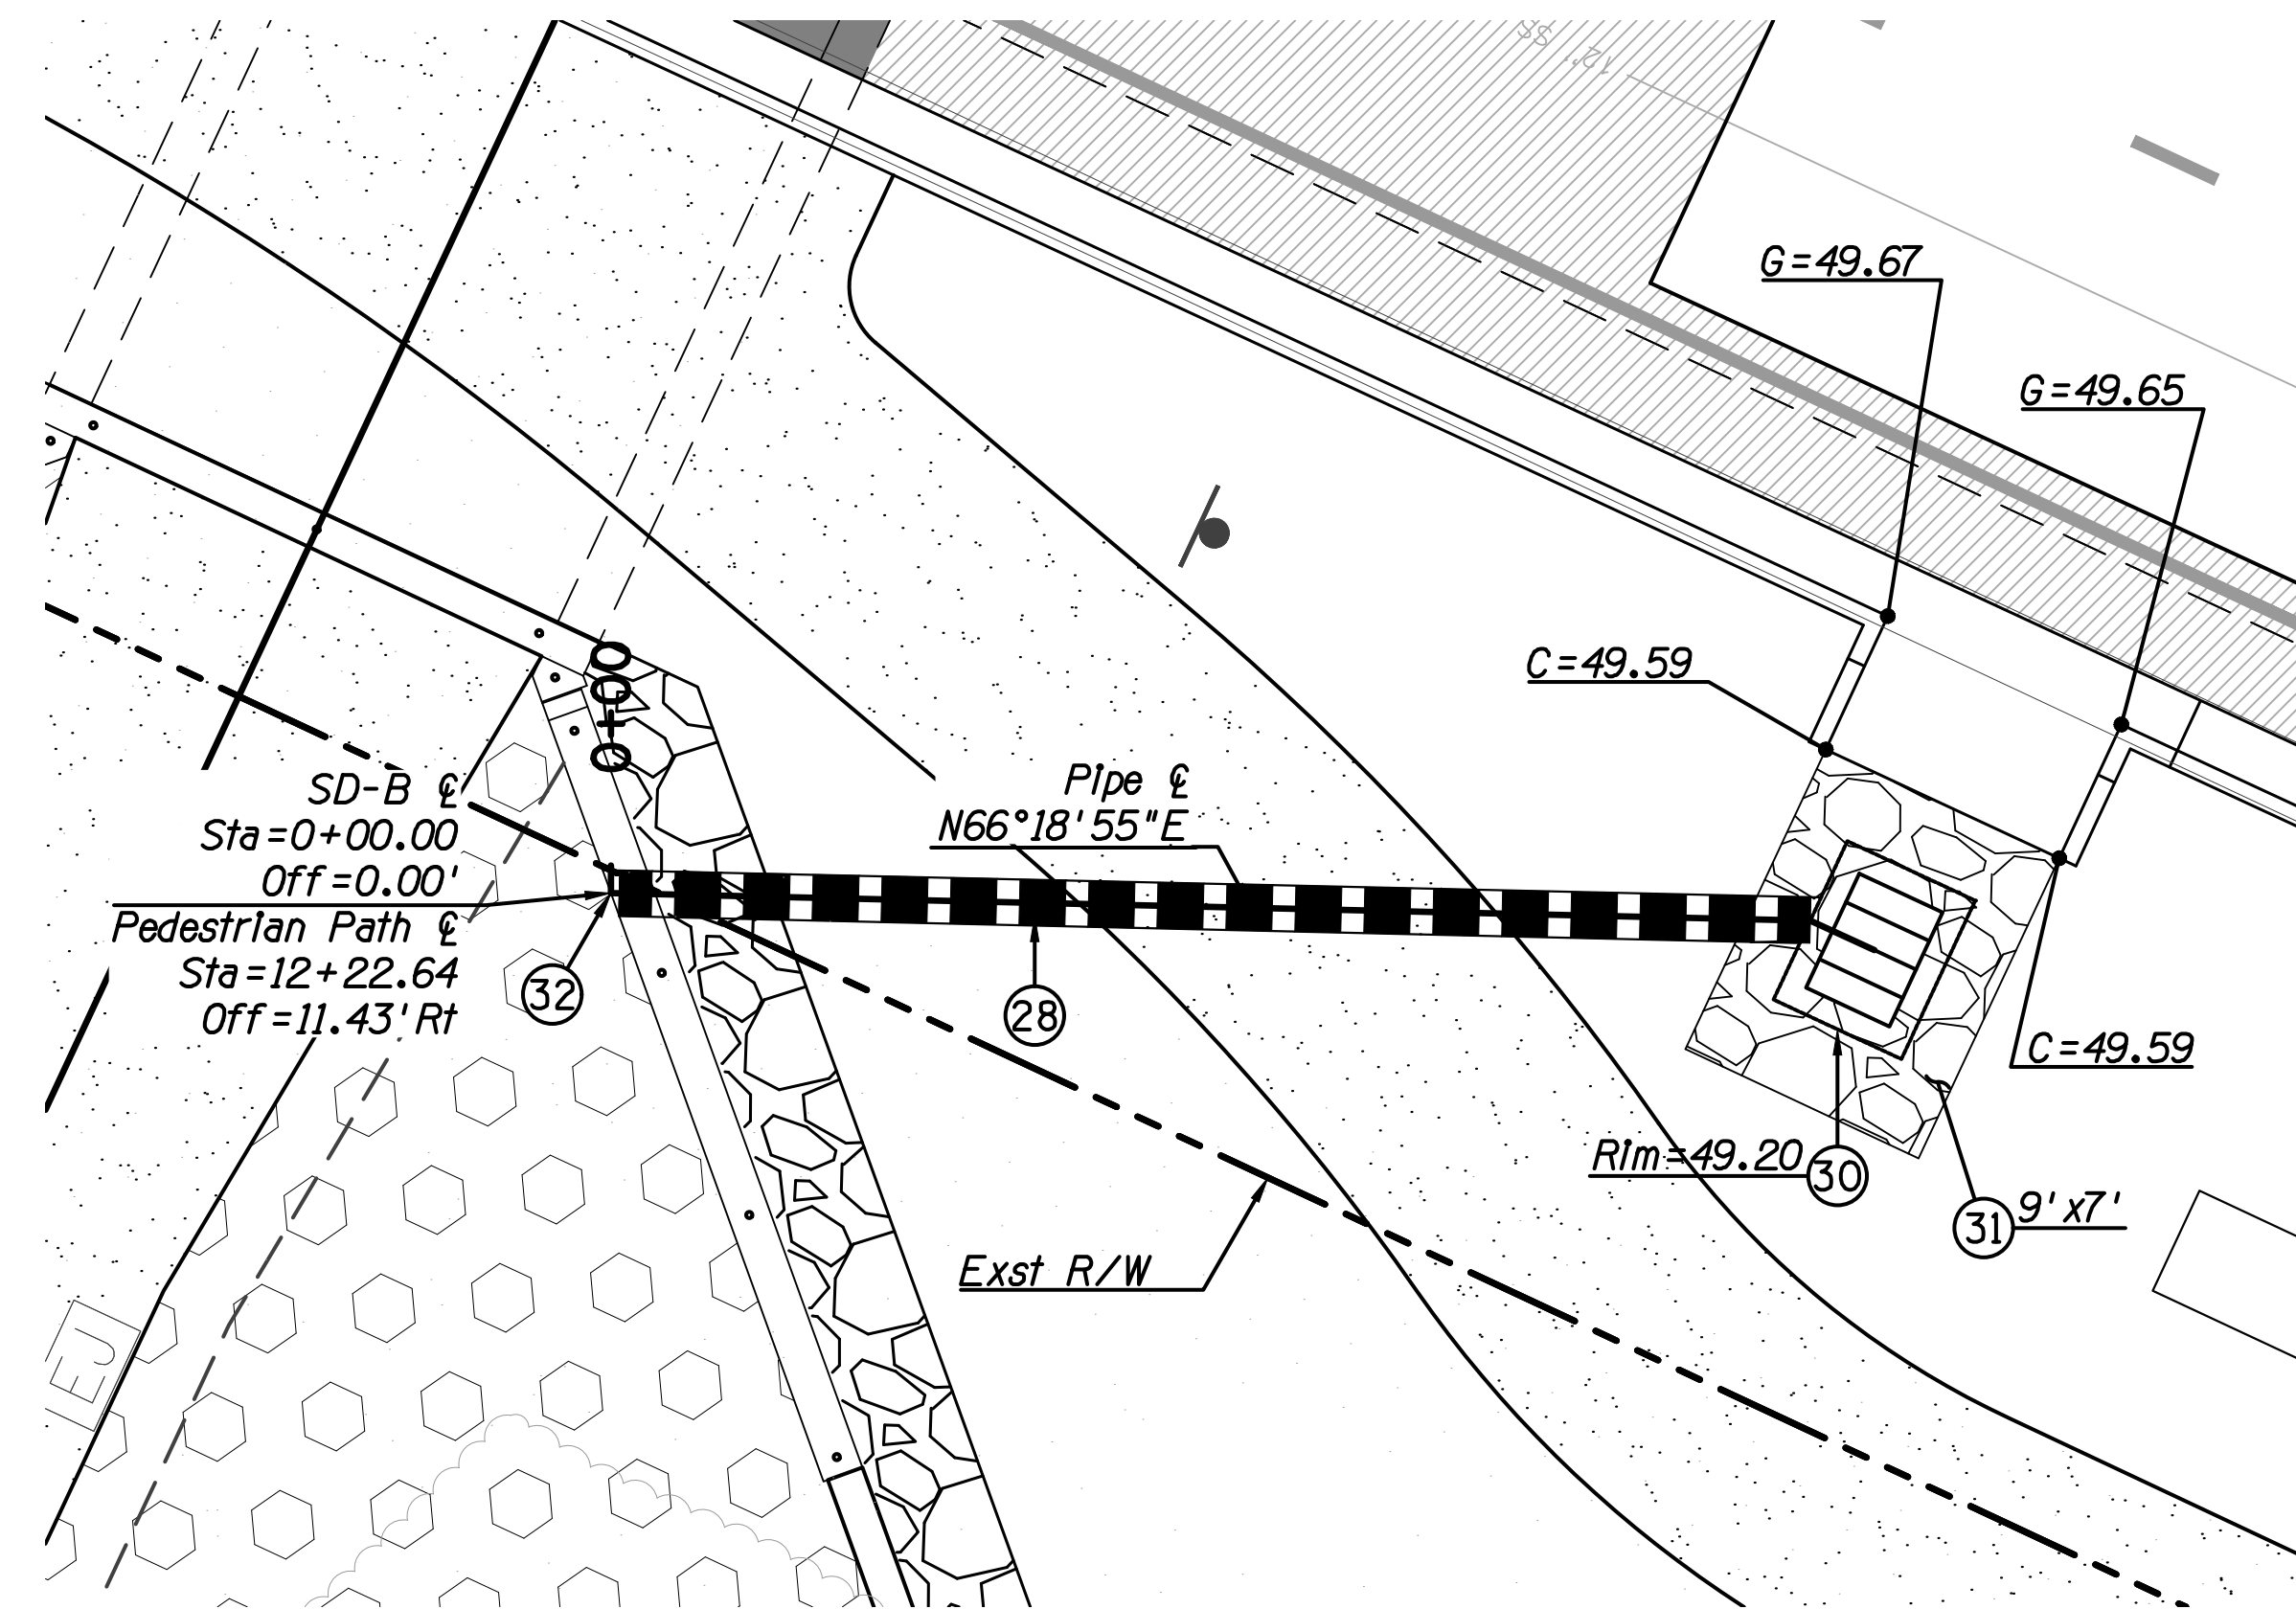 12" SS
G=49.67
G=49.65
C=49.59
0+00
SD-B ℄
Sta=0+00.00
Off=0.00'
Pedestrian Path ℄
Sta=12+22.64
Off=11.43' Rt
Pipe ℄
N66°18'55"E
32
28
C=49.59
Rim=49.20
30
31
9'x7'
Exst R/W